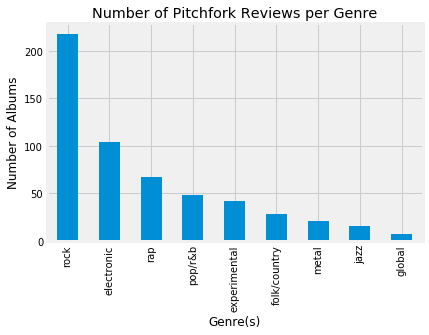 Number of Pitchfork Reviews per Genre
Number of Albums
200
150
100
50
0
rock
electronic
rap
pop/r&b
experimental
folk/country
metal
jazz
global
Genre(s)